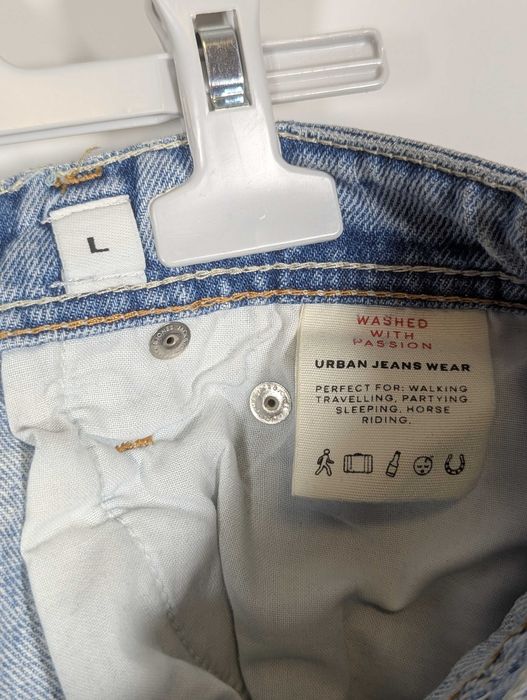 L
WASHED
WITH
PASSION
URBAN JEANS WEAR
PERFECT FOR: WALKING
TRAVELLING, PARTYING
SLEEPING, HORSE
RIDING.